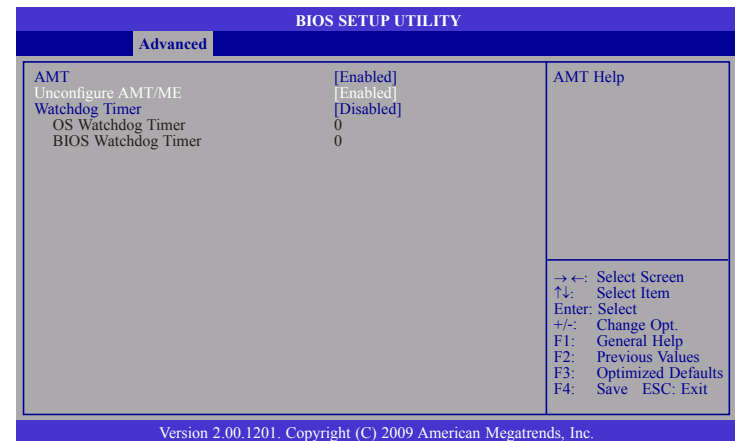 BIOS SETUP UTILITY
Advanced
AMT [Enabled]
Unconfigure AMT/ME [Enabled]
Watchdog Timer [Disabled]
OS Watchdog Timer 0
BIOS Watchdog Timer 0
AMT Help
→←: Select Screen
↑↓: Select Item
Enter: Select
+/-: Change Opt.
F1: General Help
F2: Previous Values
F3: Optimized Defaults
F4: Save ESC: Exit
Version 2.00.1201. Copyright (C) 2009 American Megatrends, Inc.